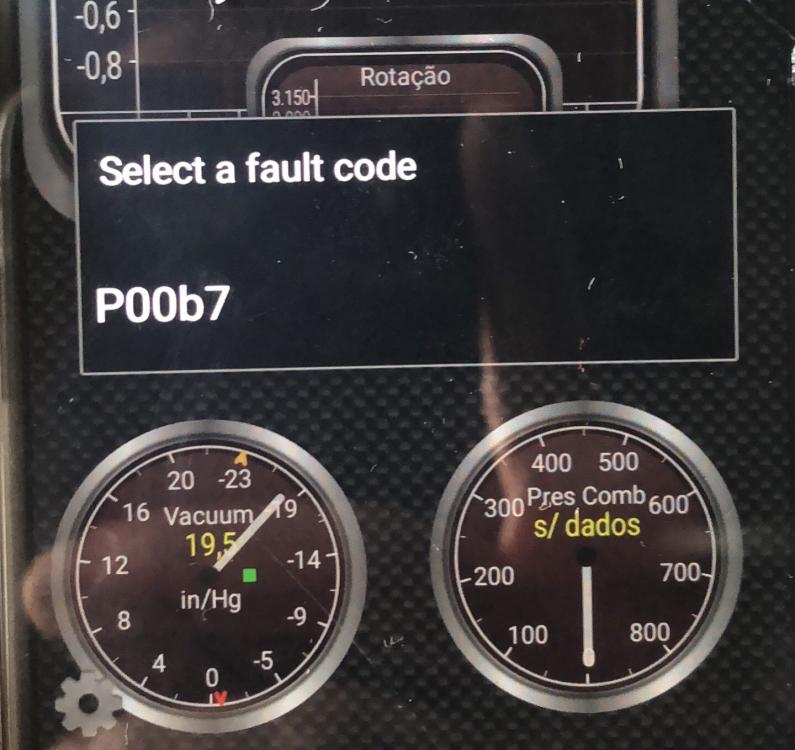 -0,6
-0,8
Rotação
3.150
Select a fault code
P00b7
20 -23
16 Vacuum -19
19,5
12 -14
in/Hg
8 -9
4 -5
0
400 500
300 Pres Comb 600
s/ dados
200 700
100 800